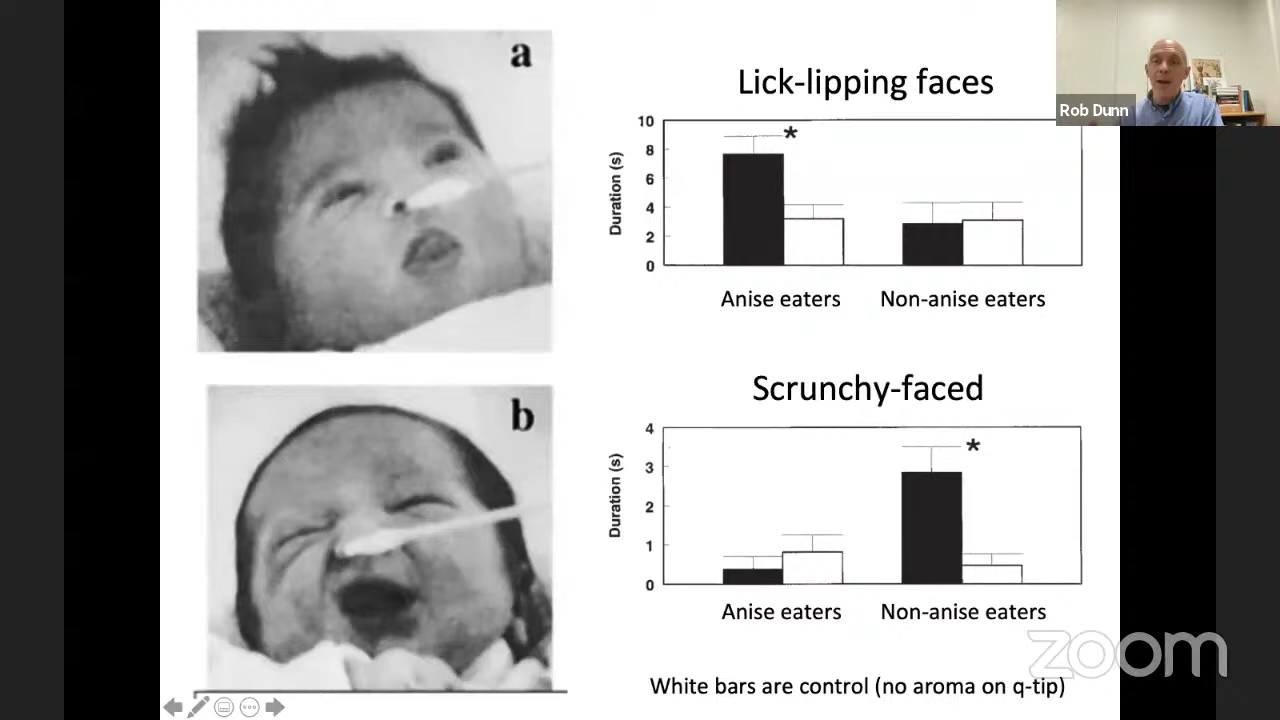 a
Lick-lipping faces
Rob Dunn
10
8
6
4
2
0
Duration (s)
*
Anise eaters Non-anise eaters
b
Scrunchy-faced
4
3
2
1
0
Duration (s)
*
Anise eaters Non-anise eaters
zoom
White bars are control (no aroma on q-tip)